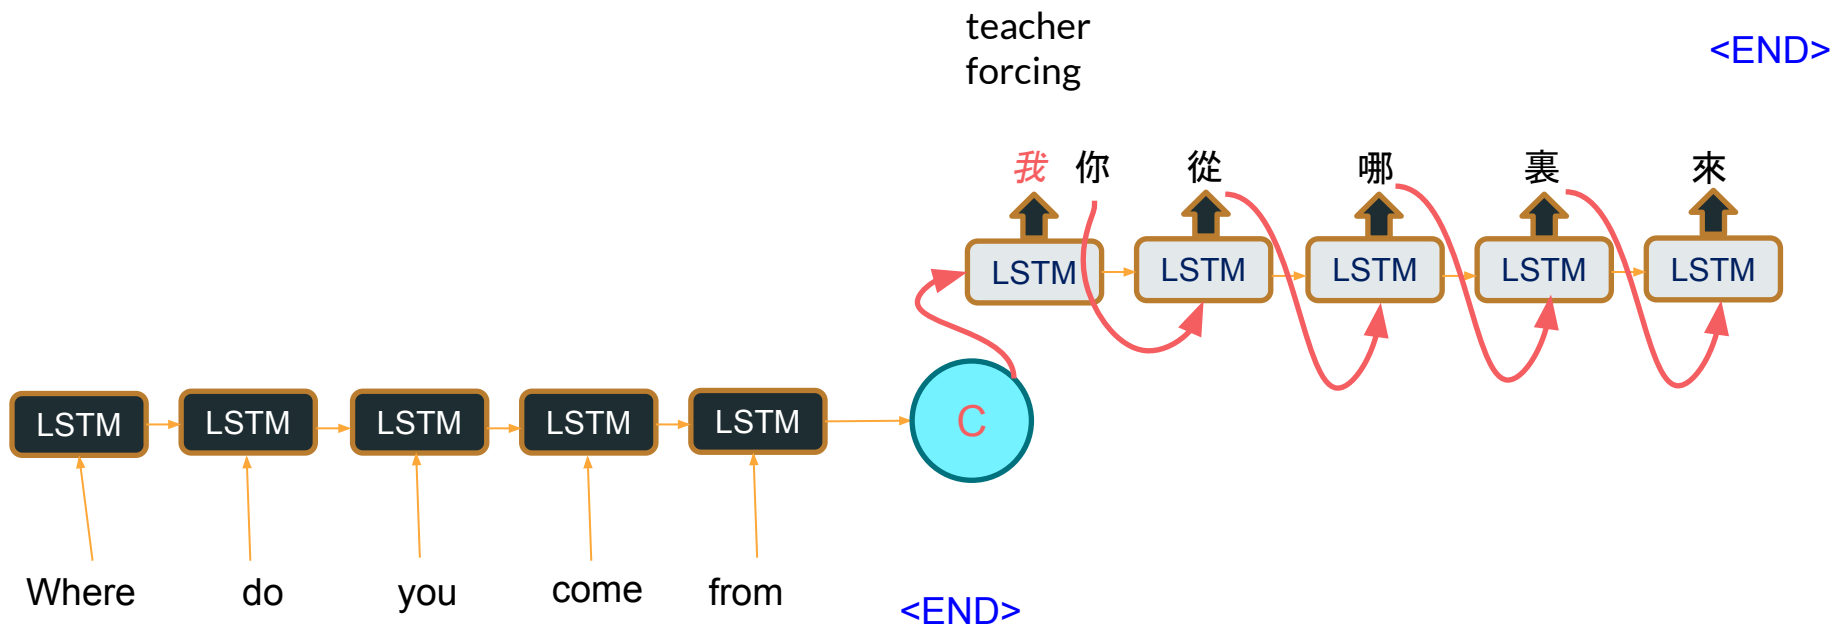 teacher
forcing
<END>
我 你 從 哪 裏 來
LSTM LSTM LSTM LSTM LSTM
LSTM LSTM LSTM LSTM LSTM C
Where do you come from
<END>